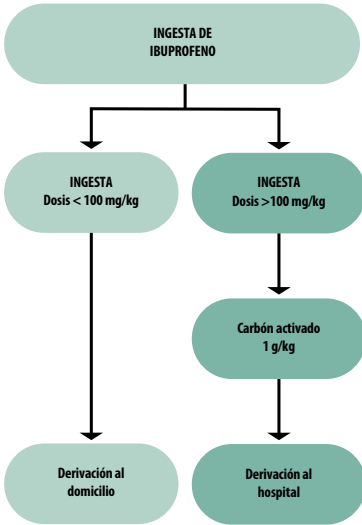 INGESTA DE
IBUPROFENO
INGESTA
Dosis < 100 mg/kg
INGESTA
Dosis >100 mg/kg
Carbón activado
1 g/kg
Derivación al
domicilio
Derivación al
hospital